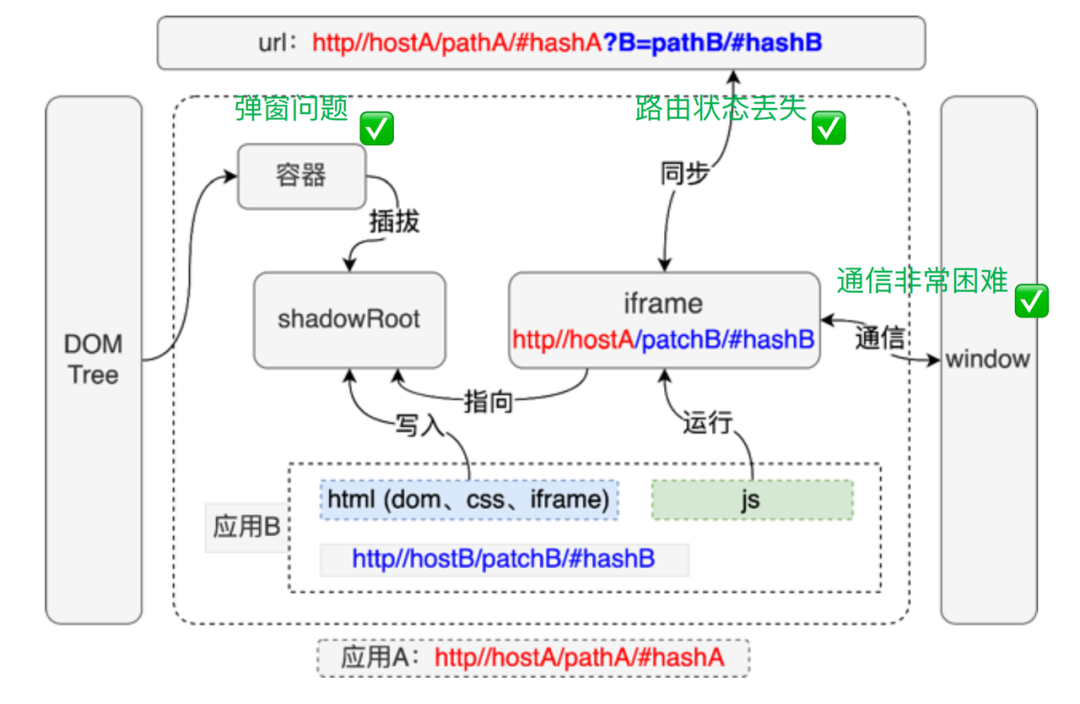 url：http//hostA/pathA/#hashA?B=pathB/#hashB
弹窗问题
路由状态丢失
容器
同步
插拔
通信非常困难
shadowRoot
iframe
http//hostA/patchB/#hashB
DOM
Tree
通信
window
指向
写入
运行
html (dom、css、iframe)
js
应用B
http//hostB/patchB/#hashB
应用A：http//hostA/pathA/#hashA